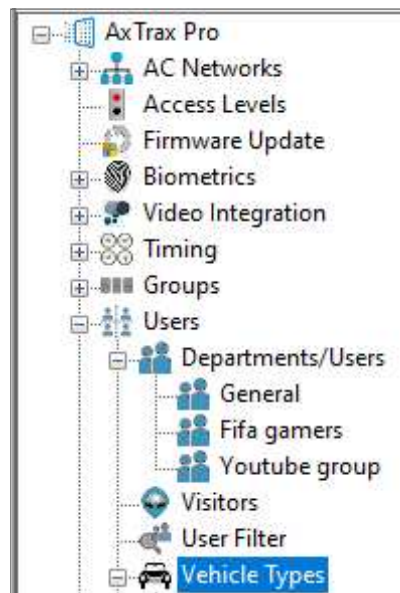 AxTrax Pro
AC Networks
Access Levels
Firmware Update
Biometrics
Video Integration
Timing
Groups
Users
Departments/Users
General
Fifa gamers
Youtube group
Visitors
User Filter
Vehicle Types